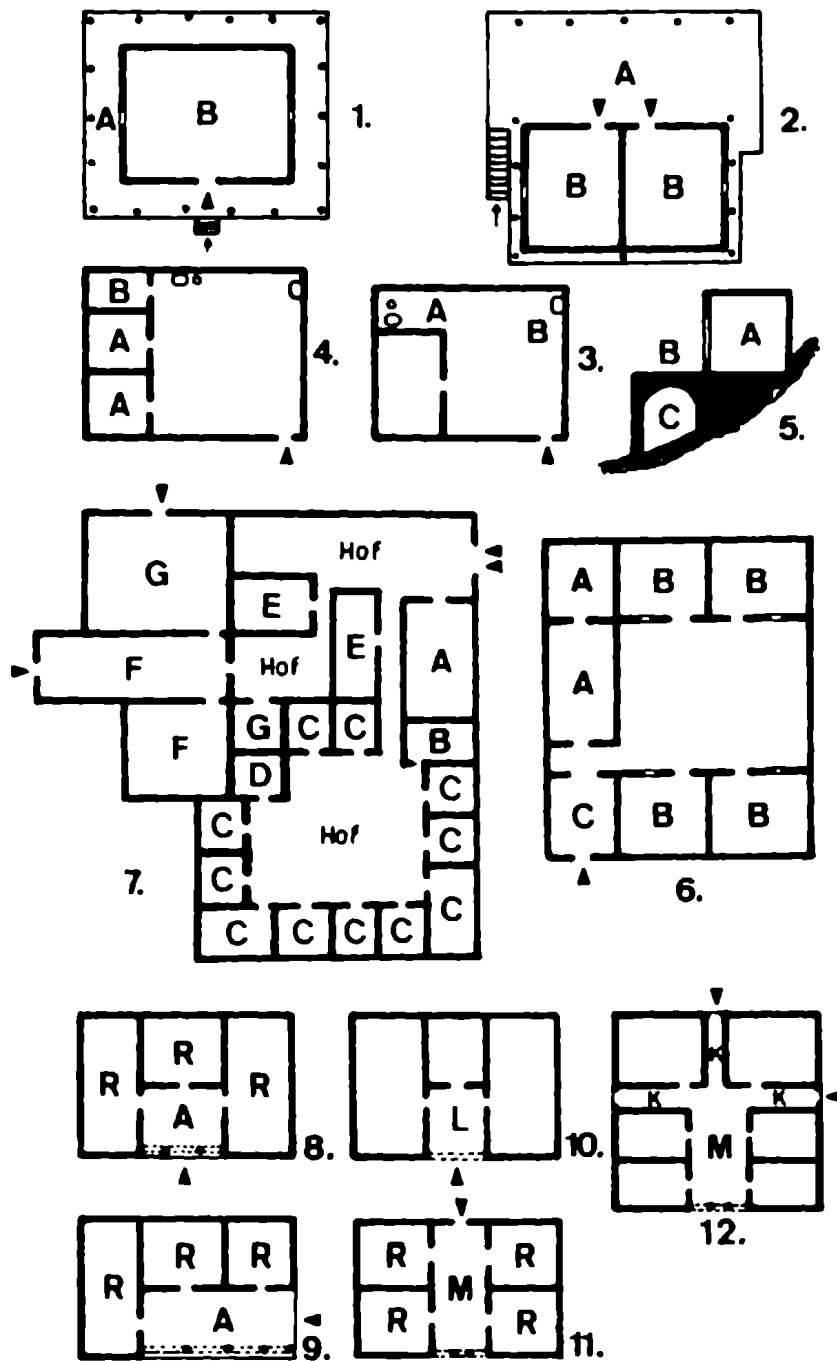 A B 1.
A B B 2.
B A A 4.
A B 3.
A B C 5.
G Hof E E F Hof A G C C B F D C C C Hof C C C C C C C 7.
A B B A C B B 6.
R R R A 8.
L 10.
K K K M 12.
R R R A 9.
R R M R R 11.